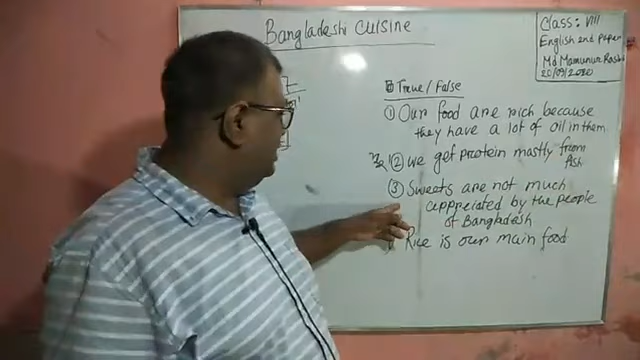 Bangladeshi Cuisine
Class: VIII
English 2nd Paper
Md Mamunur
20/09/2020
True / False
① Our food are rich because
they have a lot of oil in them
② we get protein mostly from
fish
③ Sweets are not much
appreciated by the people
of Bangladesh
Rice is our main food